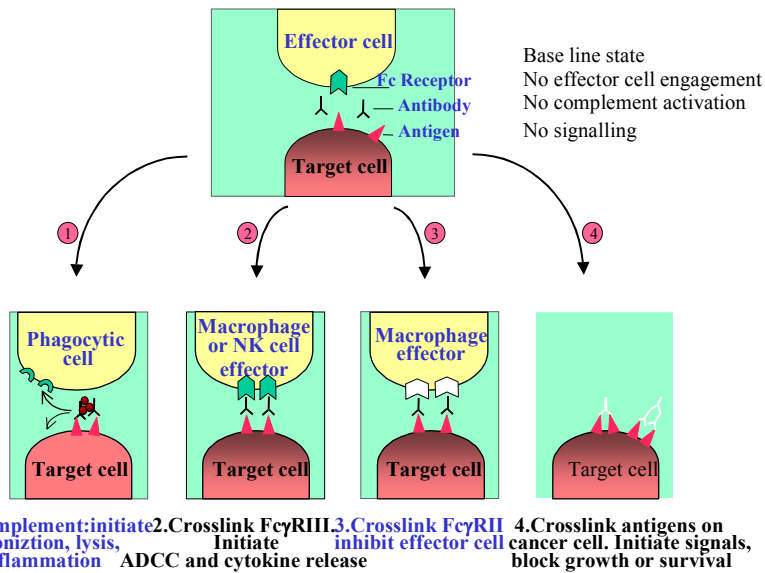 Effector cell
Fc Receptor
Antibody
Antigen
Target cell
Base line state
No effector cell engagement
No complement activation
No signalling
1
2
3
4
Phagocytic
cell
Target cell
Macrophage
or NK cell
effector
Target cell
Macrophage
effector
Target cell
Target cell
mplement:initiate
oniztion, lysis,
flammation
2.Crosslink FcγRIII.
Initiate
ADCC and cytokine release
3.Crosslink FcγRII
inhibit effector cell
4.Crosslink antigens on
cancer cell. Initiate signals,
block growth or survival